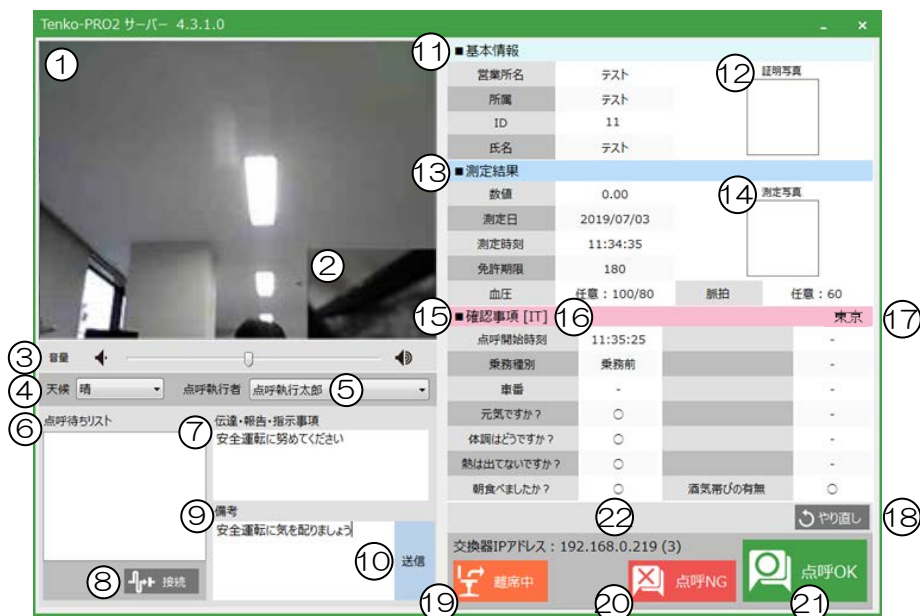 Tenko-PRO2 サーバー 4.3.1.0
①
②
③ 音量
④ 天候 晴 点呼執行者 点呼執行太郎 ⑤
⑥ 点呼待ちリスト
⑦ 伝達・報告・指示事項
安全運転に努めてください
⑧ 接続
⑨ 備考
安全運転に気を配りましょう
⑩ 送信
⑪ ■基本情報
営業所名 テスト
所属 テスト
ID 11
氏名 テスト
⑫ 証明写真
⑬ ■測定結果
数値 0.00
測定日 2019/07/03
測定時刻 11:34:35
免許期限 180
血圧 任意：100/80 脈拍 任意：60
⑭ 測定写真
⑮ ■確認事項 [IT] ⑯ 東京 ⑰
点呼開始時刻 11:35:25 -
乗務種別 乗務前 -
車番 - -
元気ですか？ ○ -
体調はどうですか？ ○ -
熱は出てないですか？ ○ -
朝食べましたか？ ○ 酒気帯びの有無 ○
㉒ やり直し ⑱
交換器IPアドレス：192.168.0.219 (3)
⑲ 離席中
⑳ 点呼NG
㉑ 点呼OK